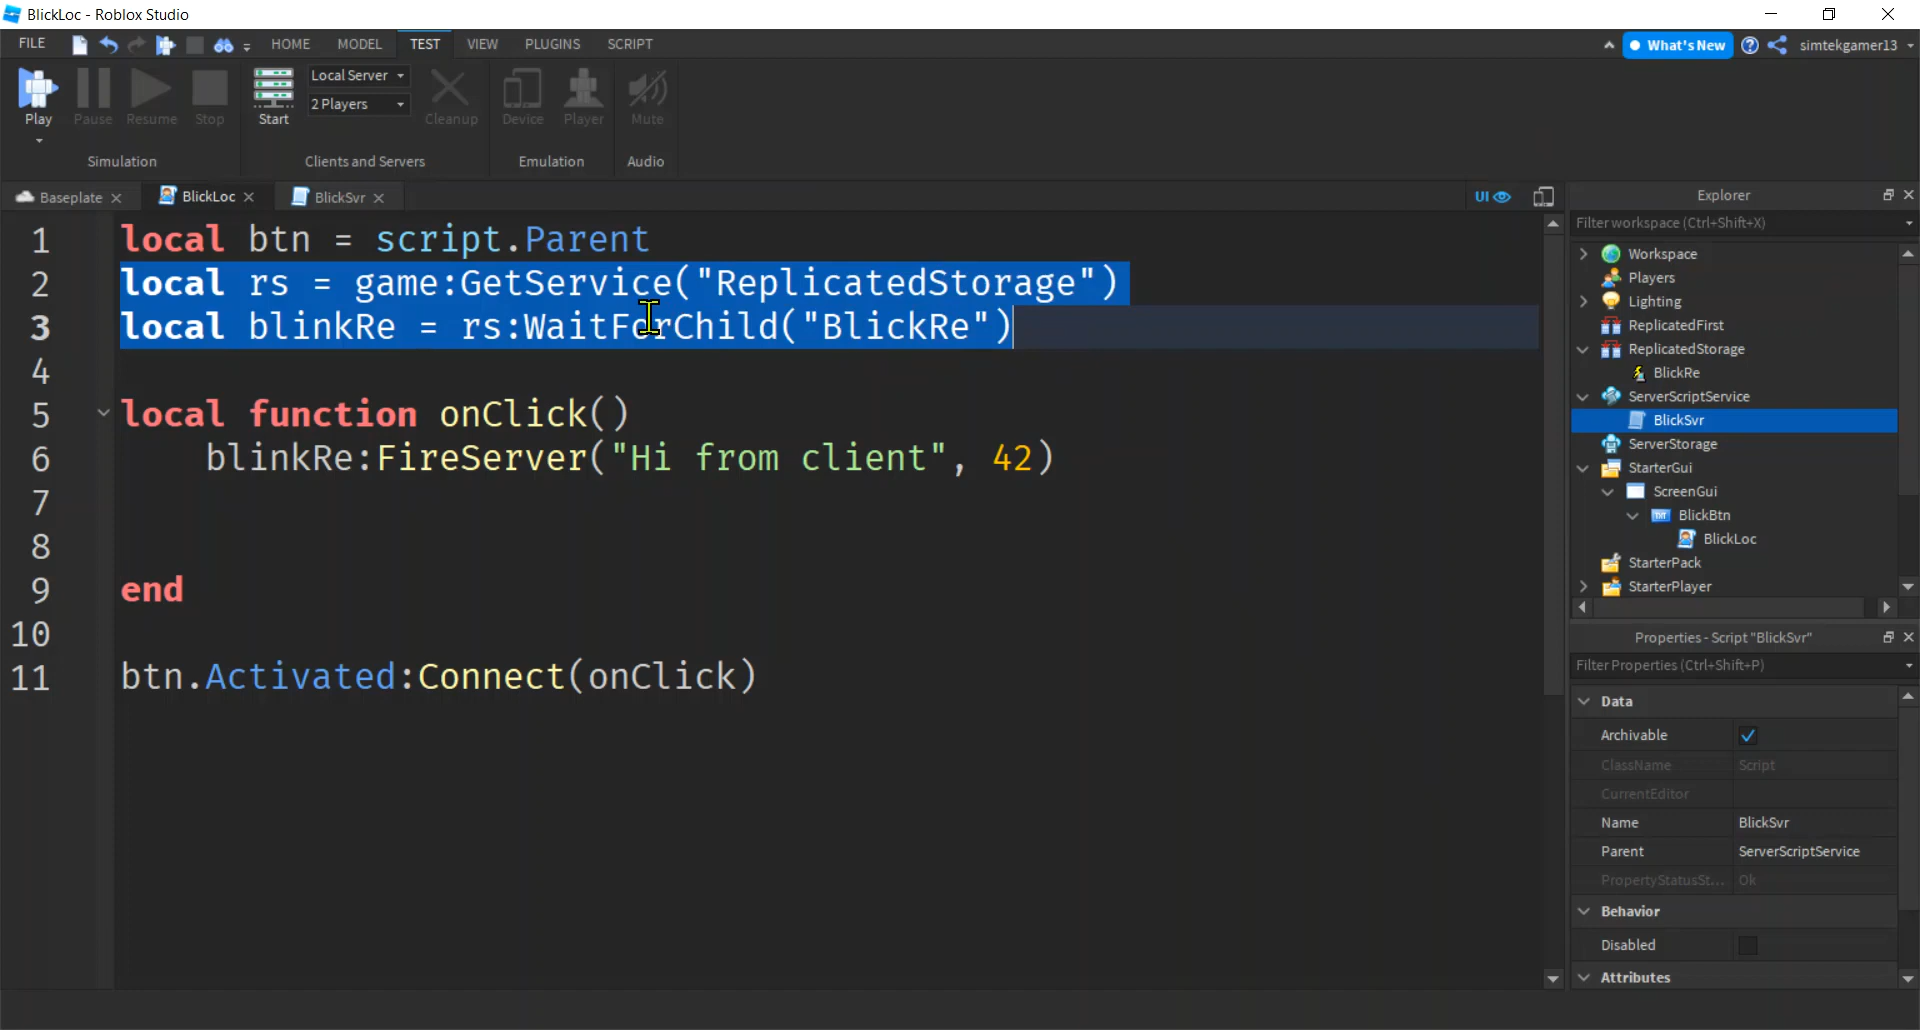 BlickLoc - Roblox Studio
FILE HOME MODEL TEST VIEW PLUGINS SCRIPT What's New simtekgamer13
Play Pause Resume Stop Start Local Server 2 Players Cleanup Device Player Mute
Simulation Clients and Servers Emulation Audio
Baseplate BlickLoc BlickSvr UI
1 local btn = script.Parent
2 local rs = game:GetService("ReplicatedStorage")
3 local blinkRe = rs:WaitForChild("BlickRe")
4
5 local function onClick()
6 blinkRe:FireServer("Hi from client", 42)
7
8
9 end
10
11 btn.Activated:Connect(onClick)
Explorer
Filter workspace (Ctrl+Shift+X)
Workspace
Players
Lighting
ReplicatedFirst
ReplicatedStorage
BlickRe
ServerScriptService
BlickSvr
ServerStorage
StarterGui
ScreenGui
TXT BlickBtn
BlickLoc
StarterPack
StarterPlayer
Properties - Script "BlickSvr"
Filter Properties (Ctrl+Shift+P)
Data
Archivable
ClassName Script
CurrentEditor
Name BlickSvr
Parent ServerScriptService
PropertyStatusSt... Ok
Behavior
Disabled
Attributes